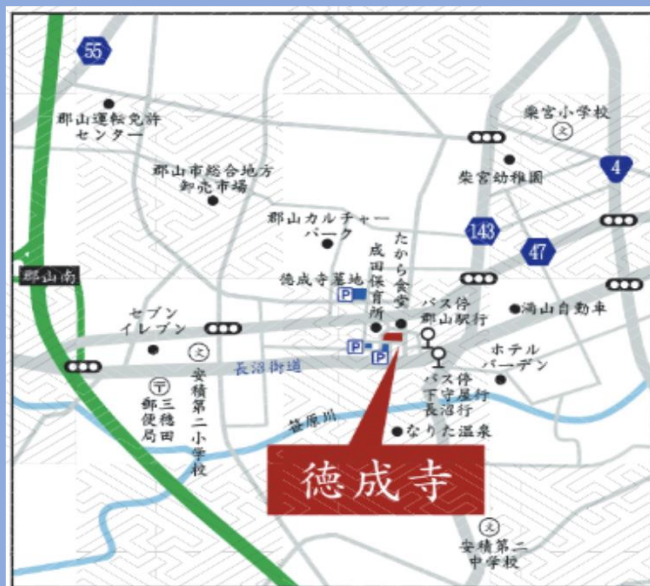 55
郡山運転免許
センター
柴宮小学校
文
4
柴宮幼稚園
郡山市総合地方
卸売市場
郡山カルチャー
パーク
143
47
たから食堂
成田保育所
郡山南
徳成寺墓地
P
バス停
郡山駅行
満山自動車
セブン
イレブン
文
長沼街道
P
P
ホテル
バーデン
バス停
下守屋行
長沼行
安積第二小学校
〒
三穂田
郵便局
笹原川
なりた温泉
徳成寺
文
安積第二
中学校